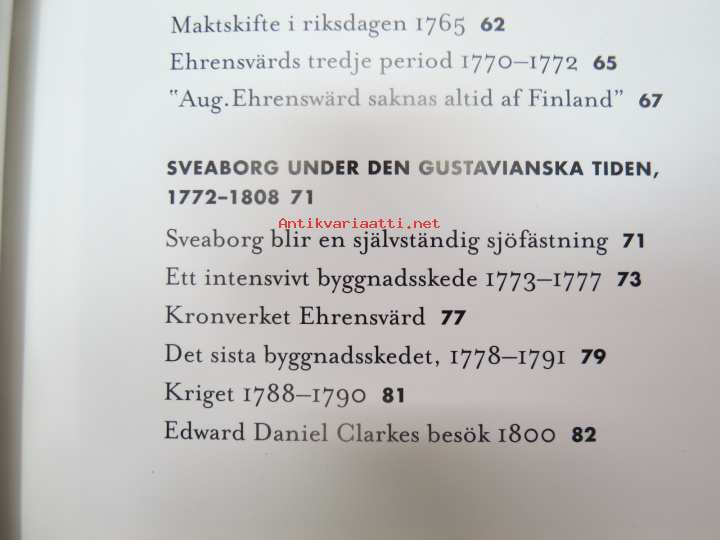 Maktskifte i riksdagen 1765 62
Ehrensvärds tredje period 1770–1772 65
"Aug. Ehrenswärd saknas altid af Finland" 67
SVEABORG UNDER DEN GUSTAVIANSKA TIDEN,
1772–1808 71
Antikvariaatti.net
Sveaborg blir en självständig sjöfästning 71
Ett intensivt byggnadsskede 1773–1777 73
Kronverket Ehrensvärd 77
Det sista byggnadsskedet, 1778–1791 79
Kriget 1788–1790 81
Edward Daniel Clarkes besök 1800 82